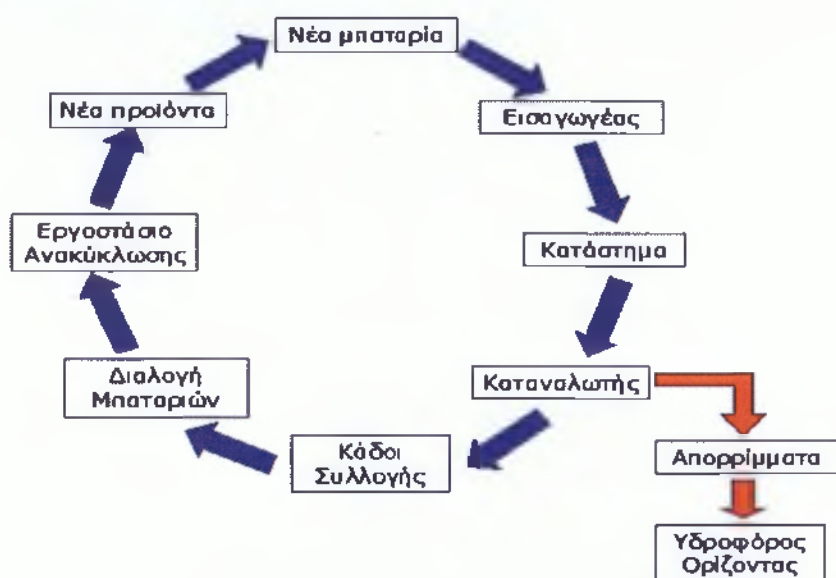 Νέα μπαταρία
Εισαγωγέας
Κατάστημα
Καταναλωτής
Απορρίμματα
Υδροφόρος
Ορίζοντας
Κάδοι
Συλλογής
Διαλογή
Μπαταριών
Εργοστάσιο
Ανακύκλωσης
Νέα προϊόντα